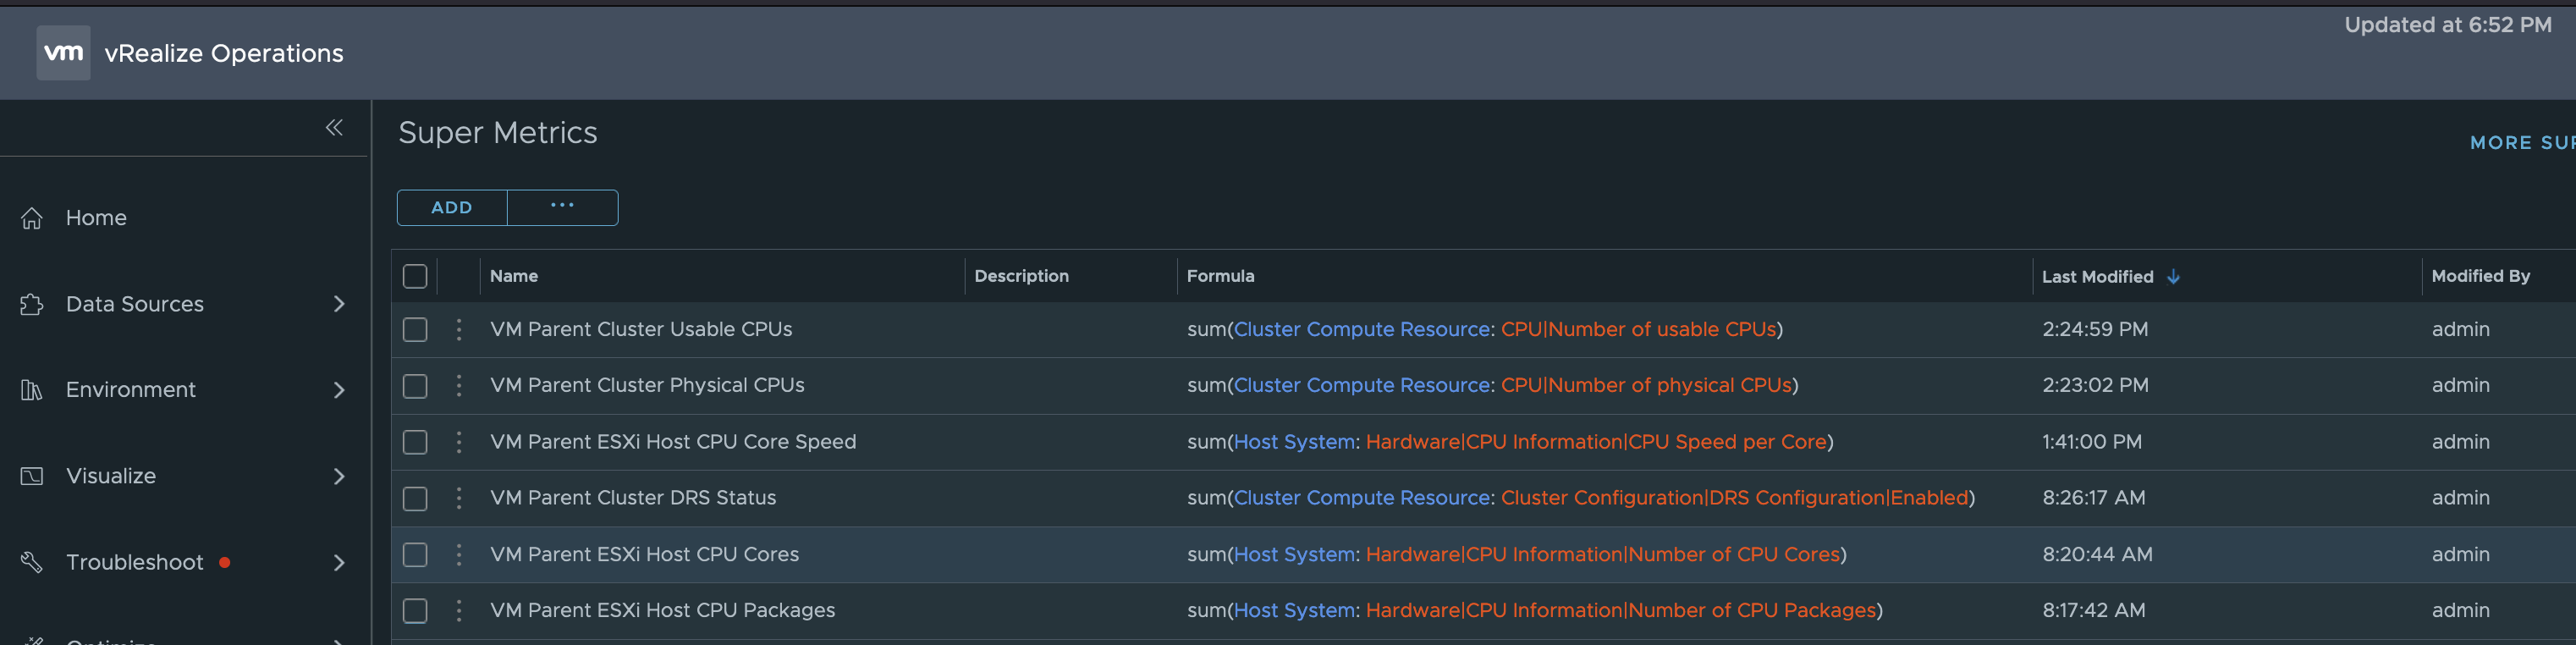 Updated at 6:52 PM
vm vRealize Operations
Super Metrics
MORE SUP
Home
ADD ...
Name Description Formula Last Modified Modified By
Data Sources
VM Parent Cluster Usable CPUs sum(Cluster Compute Resource: CPU|Number of usable CPUs) 2:24:59 PM admin
Environment
VM Parent Cluster Physical CPUs sum(Cluster Compute Resource: CPU|Number of physical CPUs) 2:23:02 PM admin
VM Parent ESXi Host CPU Core Speed sum(Host System: Hardware|CPU Information|CPU Speed per Core) 1:41:00 PM admin
Visualize
VM Parent Cluster DRS Status sum(Cluster Compute Resource: Cluster Configuration|DRS Configuration|Enabled) 8:26:17 AM admin
Troubleshoot
VM Parent ESXi Host CPU Cores sum(Host System: Hardware|CPU Information|Number of CPU Cores) 8:20:44 AM admin
VM Parent ESXi Host CPU Packages sum(Host System: Hardware|CPU Information|Number of CPU Packages) 8:17:42 AM admin
Optimize